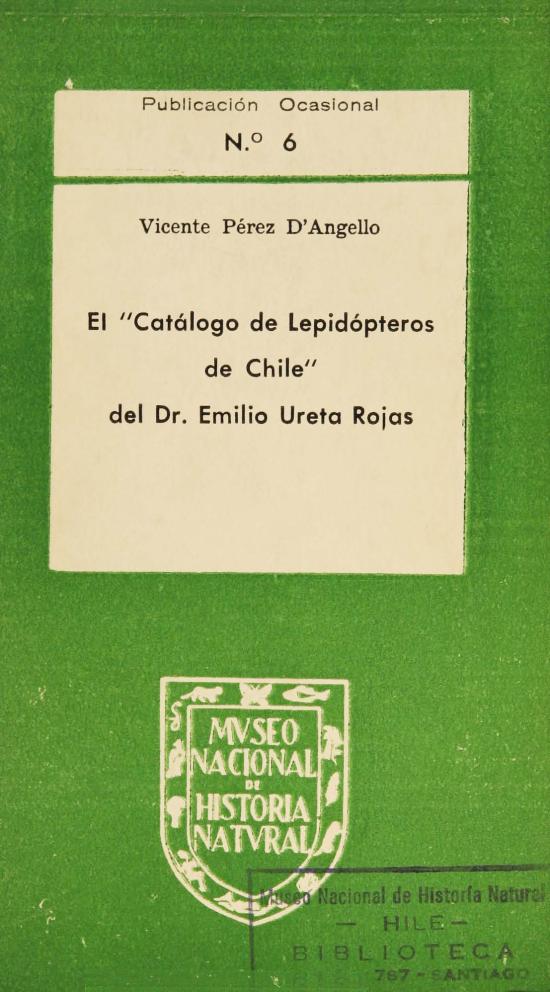 Publicación Ocasional
N.º 6
Vicente Pérez D'Angello
El "Catálogo de Lepidópteros
de Chile"
del Dr. Emilio Ureta Rojas
MVSEO
NACIONAL
DE
HISTORIA
NATVRAL
Museo Nacional de Historia Natural
— HILE —
BIBLIOTECA
787 - SANTIAGO